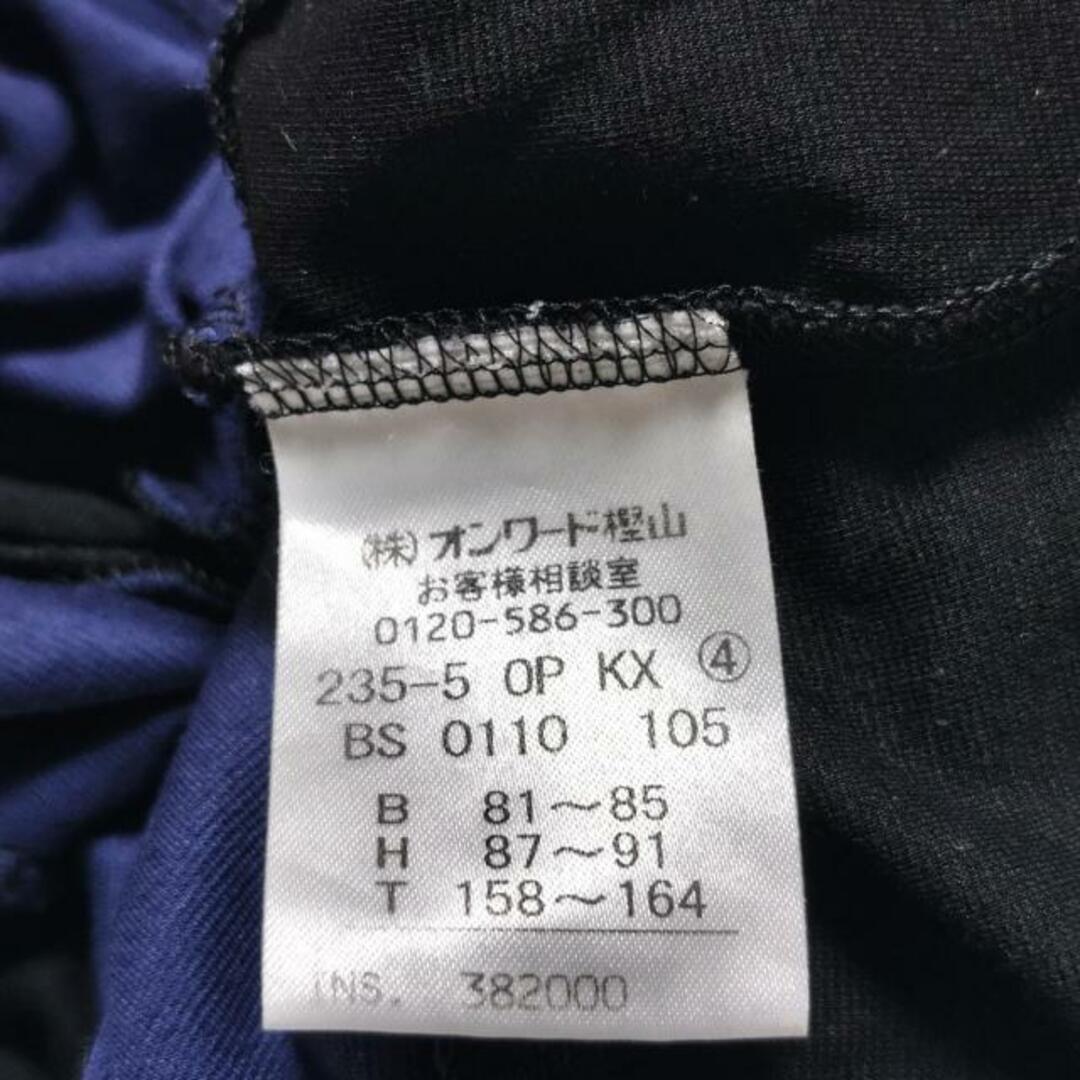 (株)オンワード樫山
お客様相談室
0120-586-300
235-5 OP KX ④
BS 0110 105
B 81～85
H 87～91
T 158～164
INS. 382000